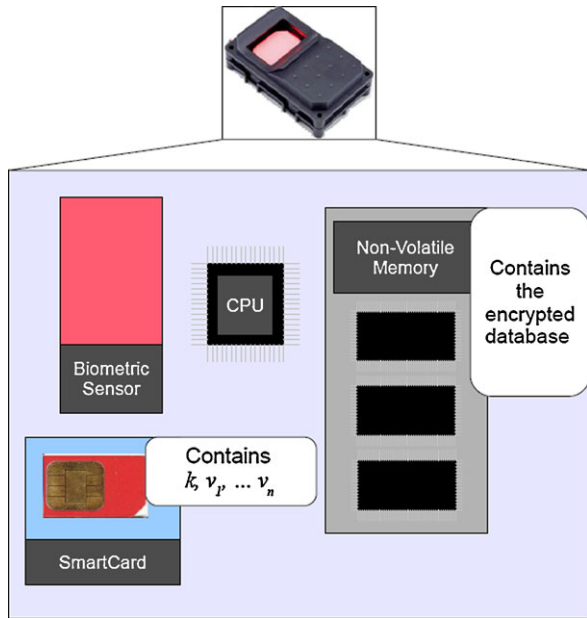 Biometric
Sensor
CPU
Non-Volatile
Memory
Contains
the
encrypted
database
Contains
k, v₁, ... vₙ
SmartCard